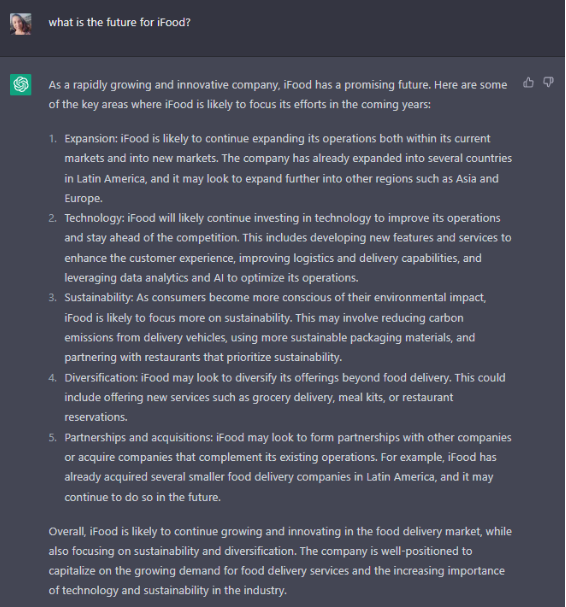 what is the future for iFood?
As a rapidly growing and innovative company, iFood has a promising future. Here are some
of the key areas where iFood is likely to focus its efforts in the coming years:
1. Expansion: iFood is likely to continue expanding its operations both within its current
markets and into new markets. The company has already expanded into several countries
in Latin America, and it may look to expand further into other regions such as Asia and
Europe.
2. Technology: iFood will likely continue investing in technology to improve its operations
and stay ahead of the competition. This includes developing new features and services to
enhance the customer experience, improving logistics and delivery capabilities, and
leveraging data analytics and AI to optimize its operations.
3. Sustainability: As consumers become more conscious of their environmental impact,
iFood is likely to focus more on sustainability. This may involve reducing carbon
emissions from delivery vehicles, using more sustainable packaging materials, and
partnering with restaurants that prioritize sustainability.
4. Diversification: iFood may look to diversify its offerings beyond food delivery. This could
include offering new services such as grocery delivery, meal kits, or restaurant
reservations.
5. Partnerships and acquisitions: iFood may look to form partnerships with other companies
or acquire companies that complement its existing operations. For example, iFood has
already acquired several smaller food delivery companies in Latin America, and it may
continue to do so in the future.
Overall, iFood is likely to continue growing and innovating in the food delivery market, while
also focusing on sustainability and diversification. The company is well-positioned to
capitalize on the growing demand for food delivery services and the increasing importance
of technology and sustainability in the industry.